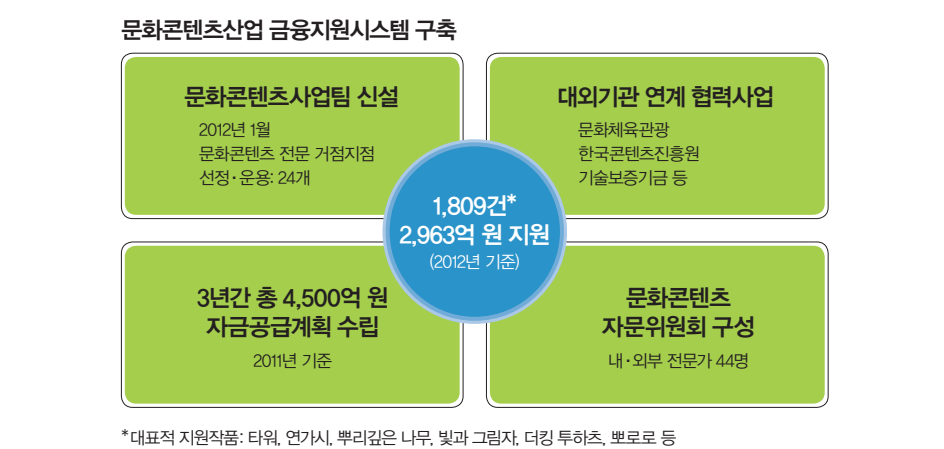 문화콘텐츠산업 금융지원시스템 구축
문화콘텐츠사업팀 신설
2012년 1월
문화콘텐츠 전문 거점지점
선정·운용: 24개
대외기관 연계 협력사업
문화체육관광
한국콘텐츠진흥원
기술보증기금 등
1,809건*
2,963억 원 지원
(2012년 기준)
3년간 총 4,500억 원
자금공급계획 수립
2011년 기준
문화콘텐츠
자문위원회 구성
내·외부 전문가 44명
*대표적 지원작품: 타워, 연가시, 뿌리깊은 나무, 빛과 그림자, 더킹 투하츠, 뽀로로 등